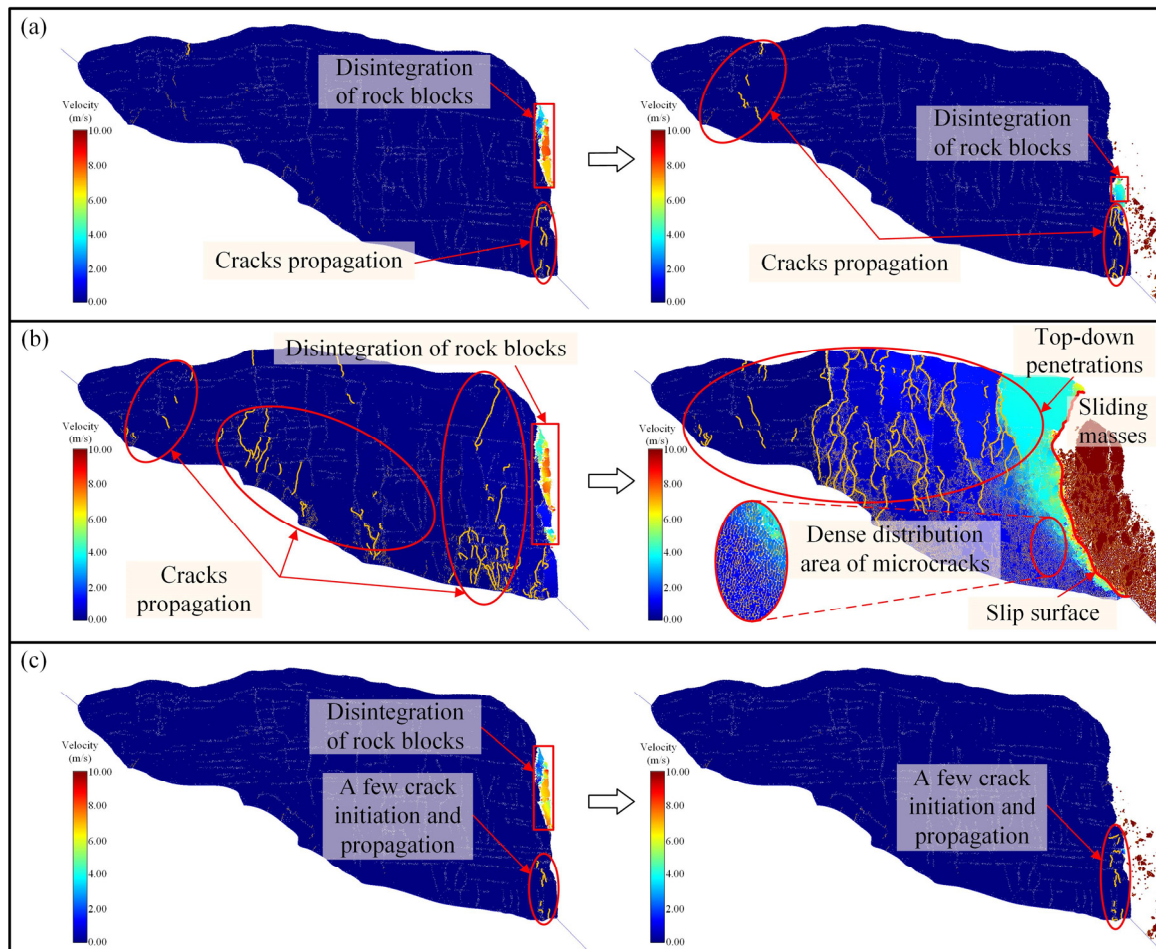 (a)
Disintegration
of rock blocks
Velocity
(m/s)
10.00
8.00
6.00
4.00
2.00
0.00
Cracks propagation
Disintegration
of rock blocks
Velocity
(m/s)
10.00
8.00
6.00
4.00
2.00
0.00
Cracks propagation
(b)
Disintegration of rock blocks
Velocity
(m/s)
10.00
8.00
6.00
4.00
2.00
0.00
Cracks
propagation
Top-down
penetrations
Sliding
masses
Velocity
(m/s)
10.00
8.00
6.00
4.00
2.00
0.00
Dense distribution
area of microcracks
Slip surface
(c)
Disintegration
of rock blocks
Velocity
(m/s)
10.00
8.00
6.00
4.00
2.00
0.00
A few crack
initiation and
propagation
Velocity
(m/s)
10.00
8.00
6.00
4.00
2.00
0.00
A few crack
initiation and
propagation